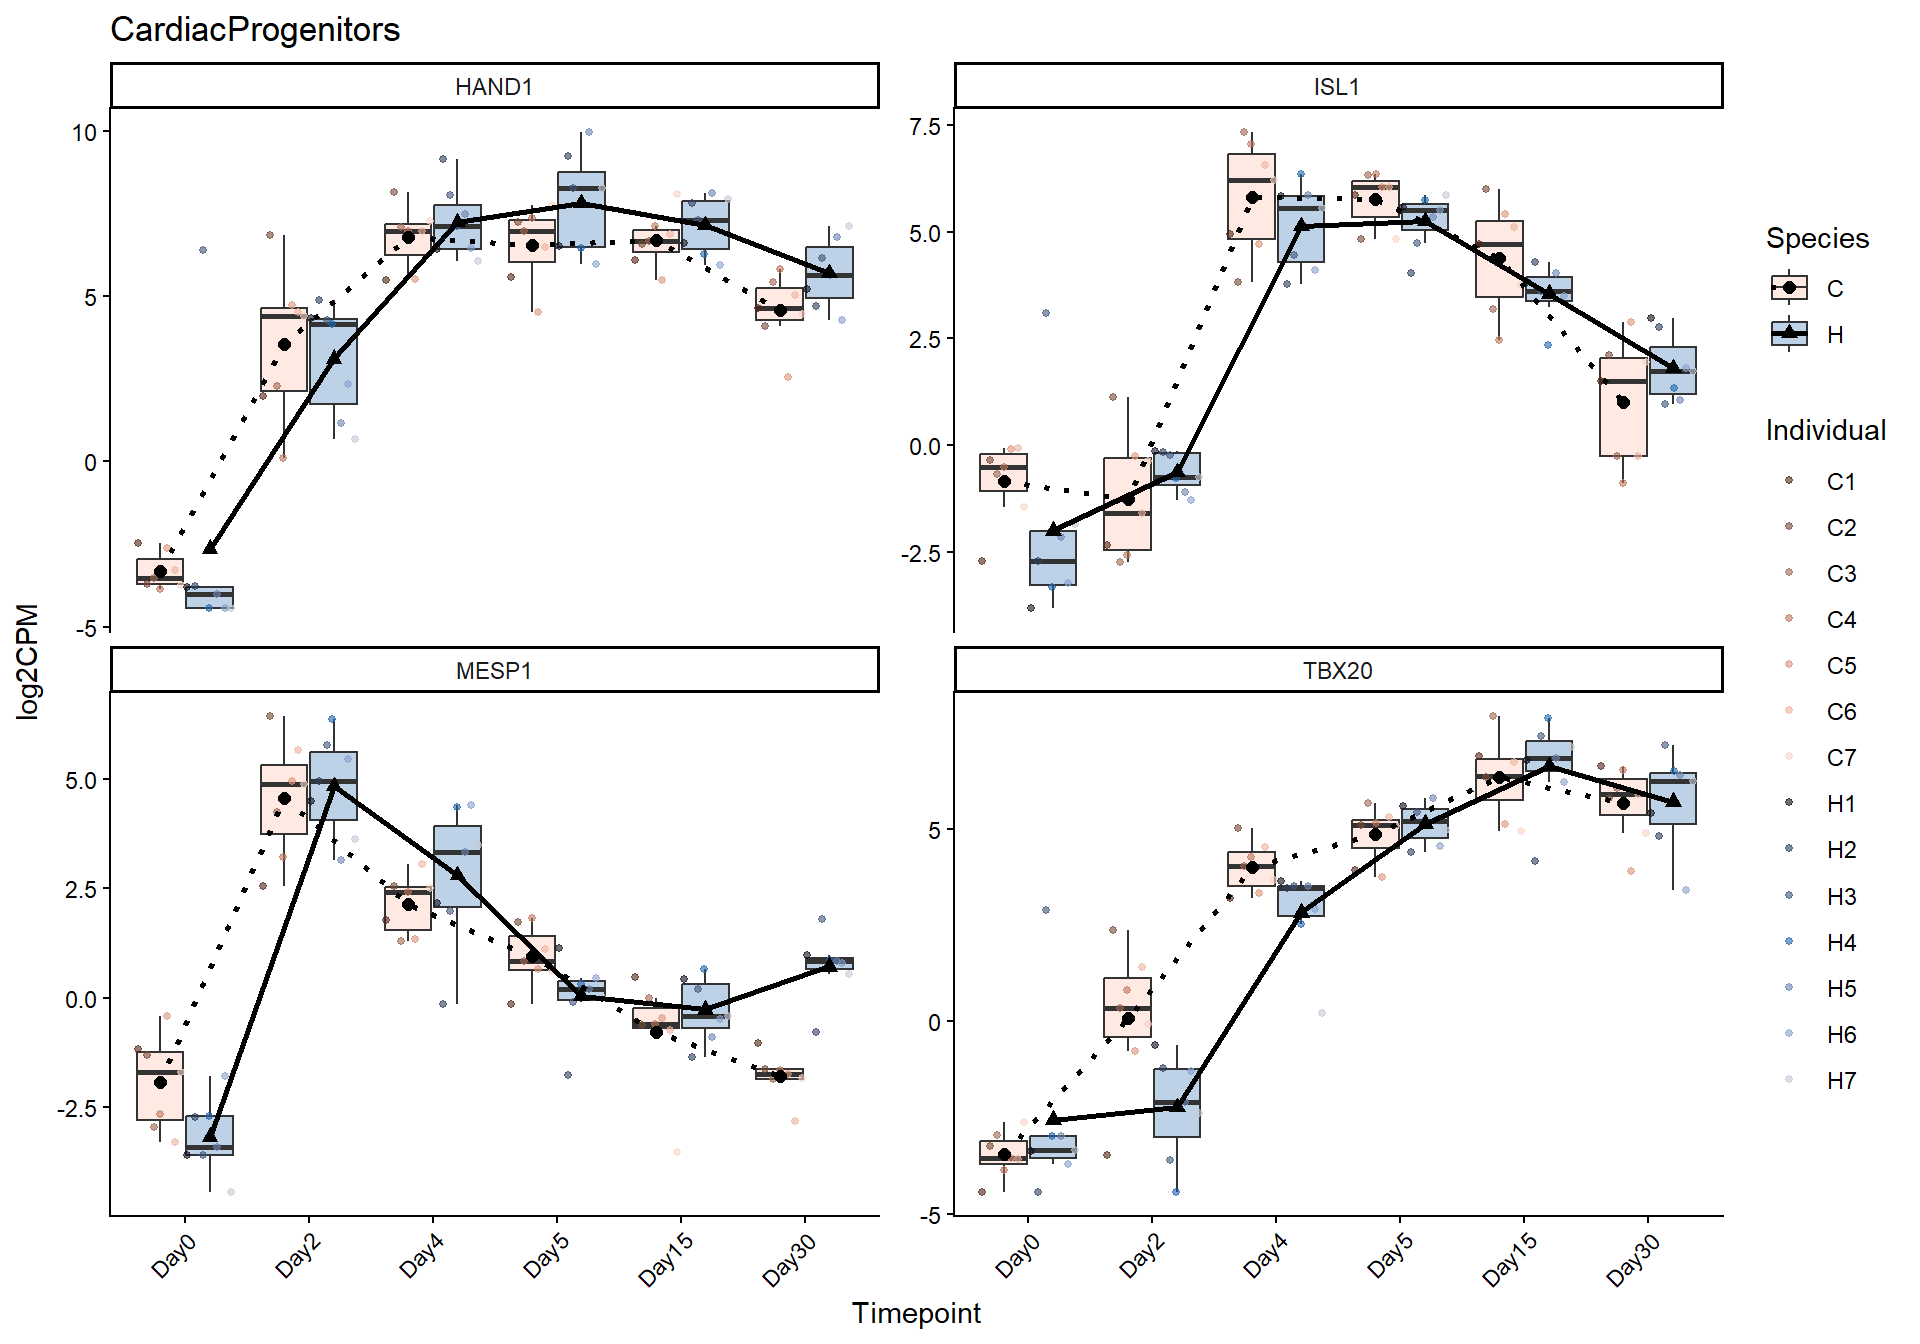 CardiacProgenitors
HAND1
ISL1
10
5
0
-5
7.5
5.0
2.5
0.0
-2.5
MESP1
TBX20
5.0
2.5
0.0
-2.5
5
0
-5
log2CPM
Day0
Day2
Day4
Day5
Day15
Day30
Day0
Day2
Day4
Day5
Day15
Day30
Timepoint
Species
C
H
Individual
C1
C2
C3
C4
C5
C6
C7
H1
H2
H3
H4
H5
H6
H7